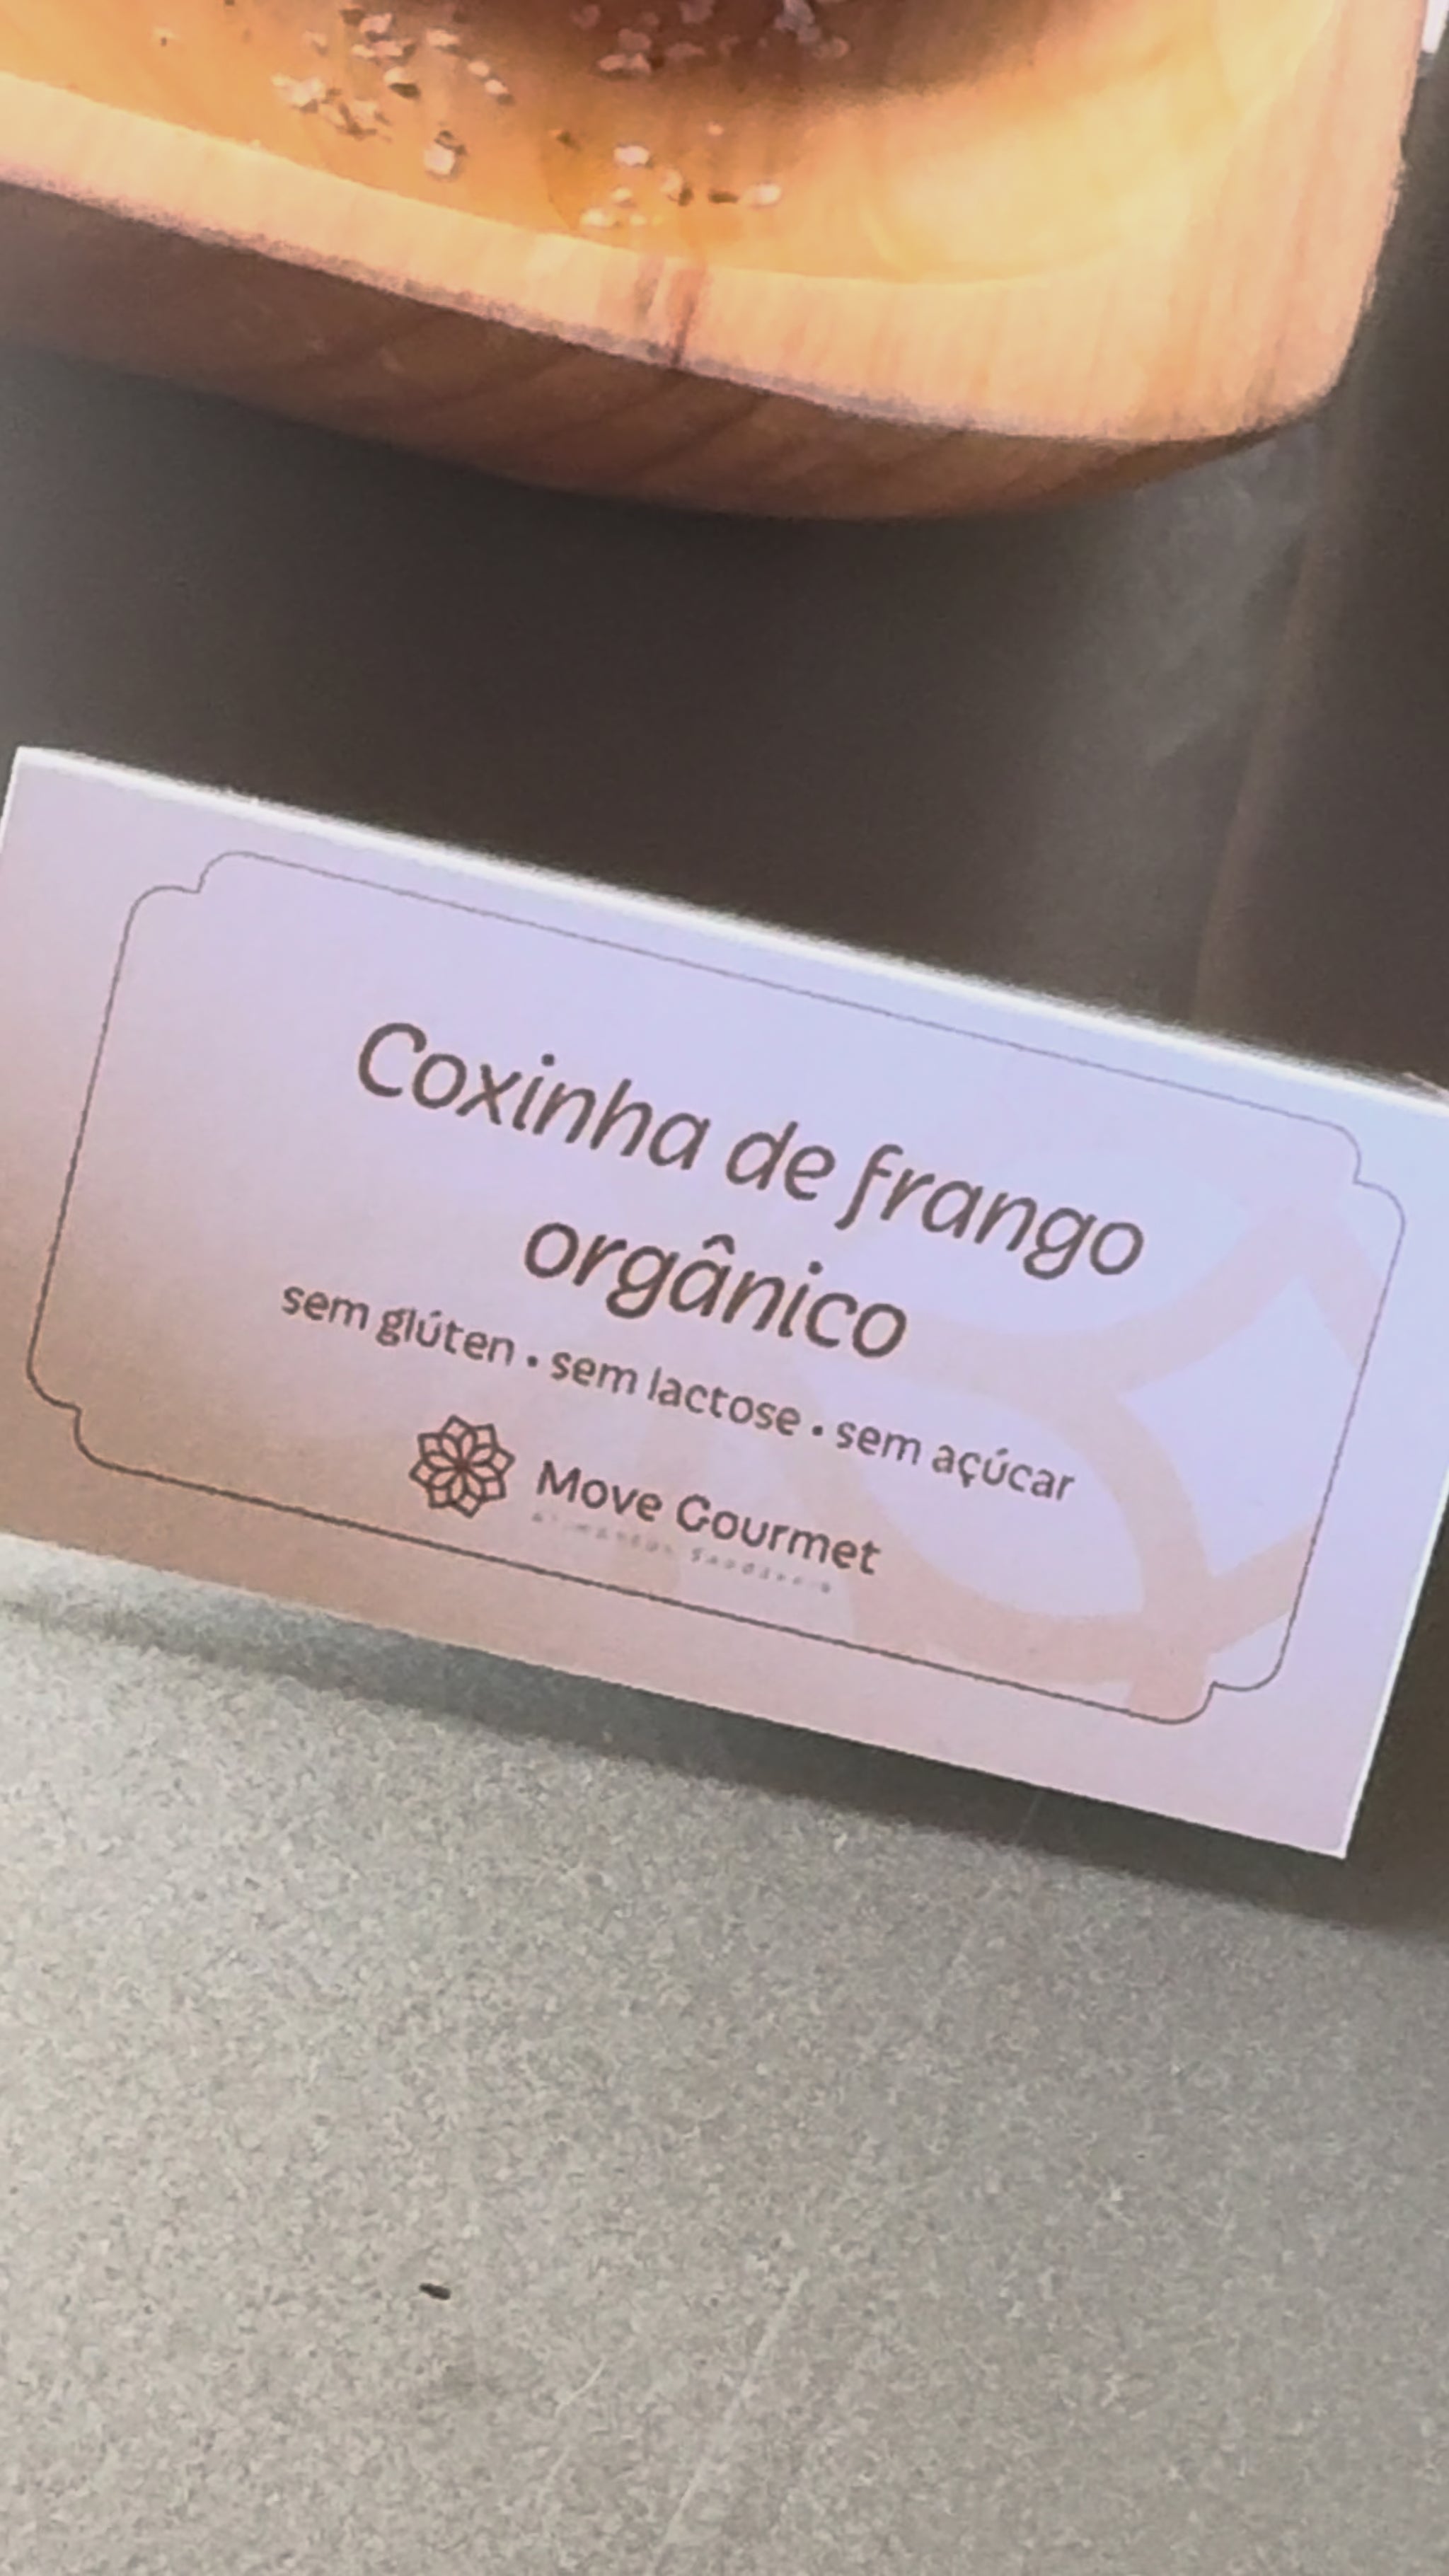 Coxinha de frango
orgânico
sem glúten • sem lactose • sem açúcar
Move Gourmet